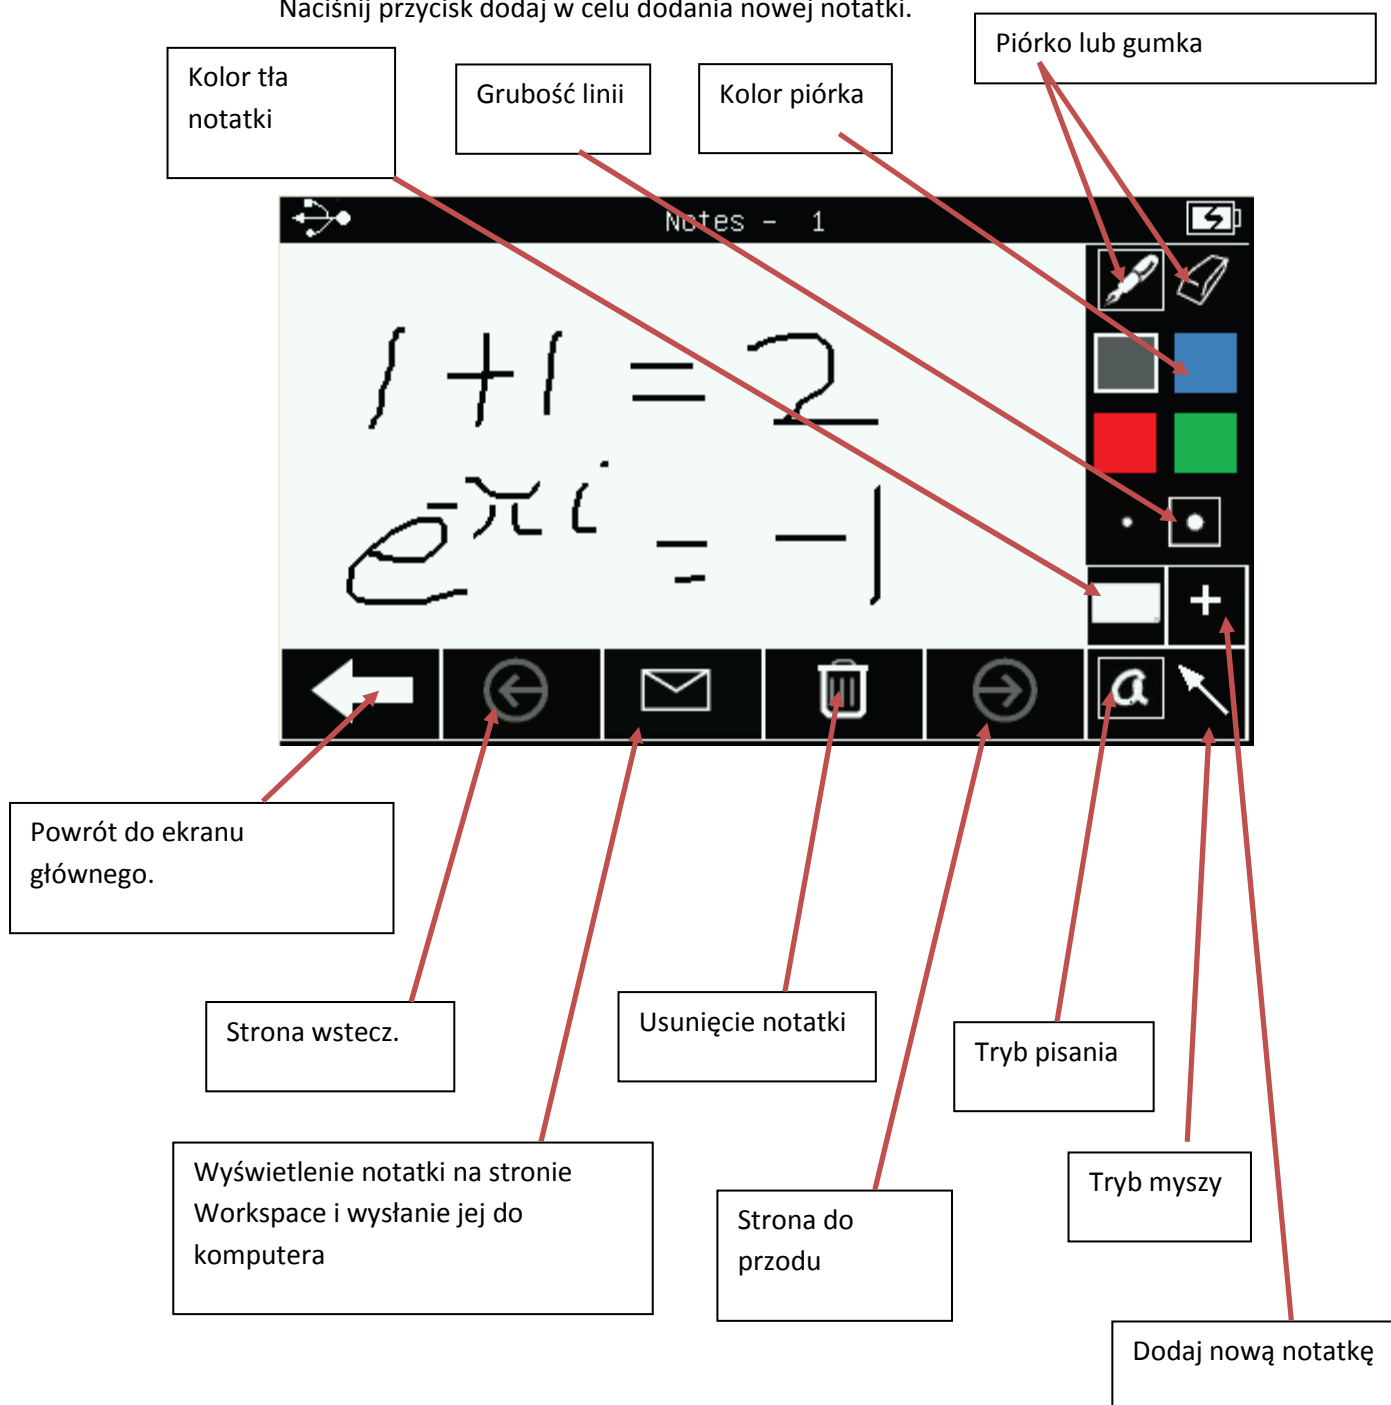 Naciśnij przycisk dodaj w celu dodania nowej notatki.
Piórko lub gumka
Kolor tła
notatki
Grubość linii
Kolor piórka
Notes - 1
1 + 1 = 2
e^πi = -1
a
Powrót do ekranu
głównego.
Strona wstecz.
Usunięcie notatki
Tryb pisania
Wyświetlenie notatki na stronie
Workspace i wysłanie jej do
komputera
Strona do
przodu
Tryb myszy
Dodaj nową notatkę